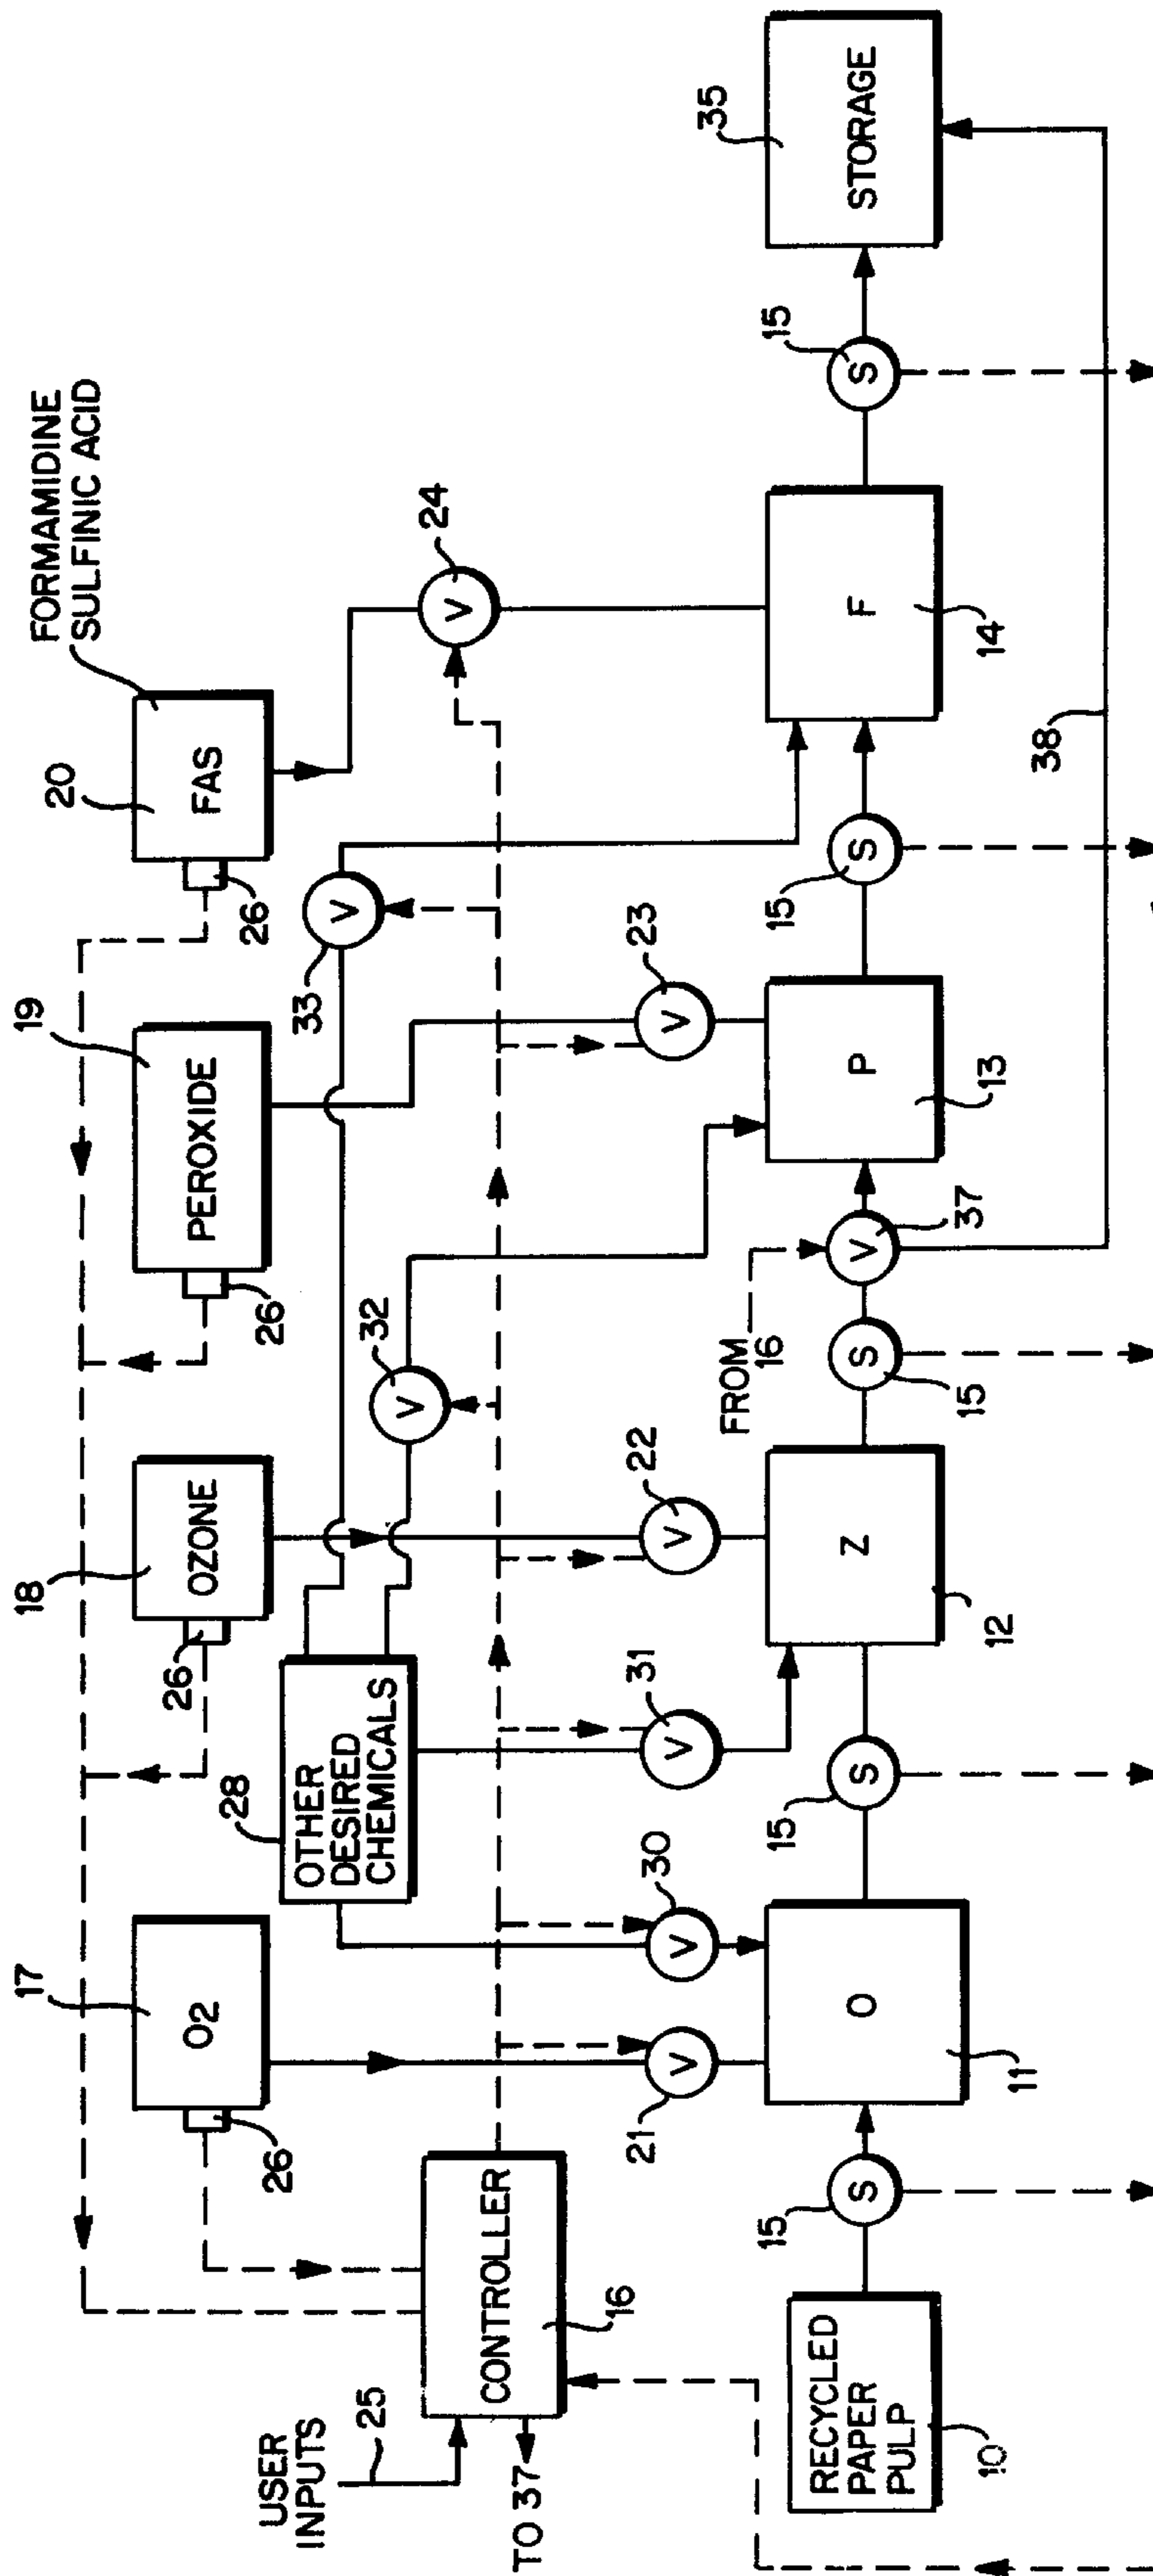 FORMAMIDINE
SULFINIC ACID
17
18
19
20
O2
OZONE
PEROXIDE
FAS
26
26
26
26
28
OTHER
DESIRED
CHEMICALS
33
V
32
V
24
V
USER
INPUTS
25
CONTROLLER
16
TO 37
21
V
30
V
31
V
22
V
23
V
FROM
16
RECYCLED
PAPER
PULP
10
15
S
O
11
15
S
Z
12
15
S
V
37
P
13
15
S
F
14
15
S
35
STORAGE
38